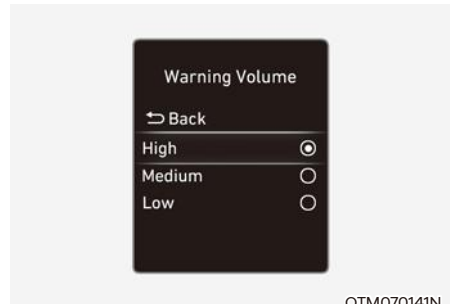 Warning Volume
Back
High
Medium
Low
OTM070141N